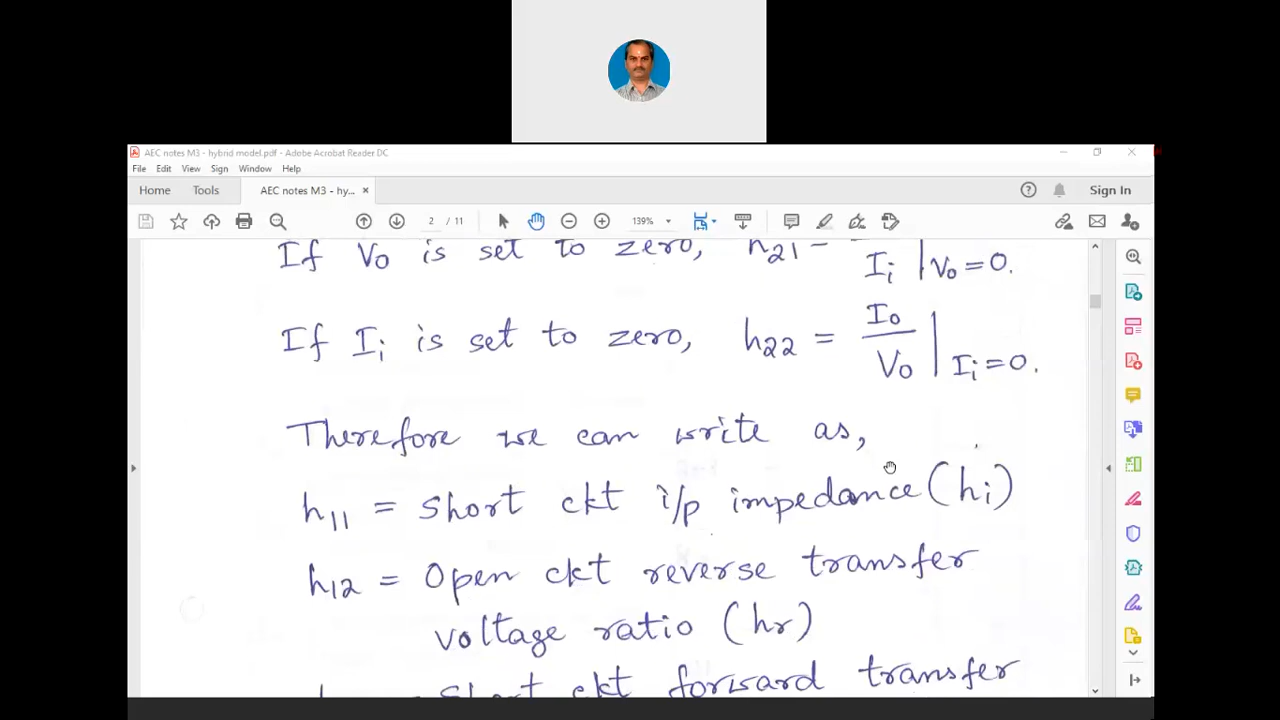 AEC notes M3 - hybrid model.pdf - Adobe Acrobat Reader DC
File Edit View Sign Window Help
Home Tools AEC notes M3 - hy... × Sign In
2 / 11 139%
If Vo is set to zero, h21 = Ii | Vo = 0.
If Ii is set to zero, h22 = Io / Vo | Ii = 0.
Therefore we can write as,
h11 = Short ckt i/p impedance (hi)
h12 = Open ckt reverse transfer
voltage ratio (hr)
Short ckt forward transfer